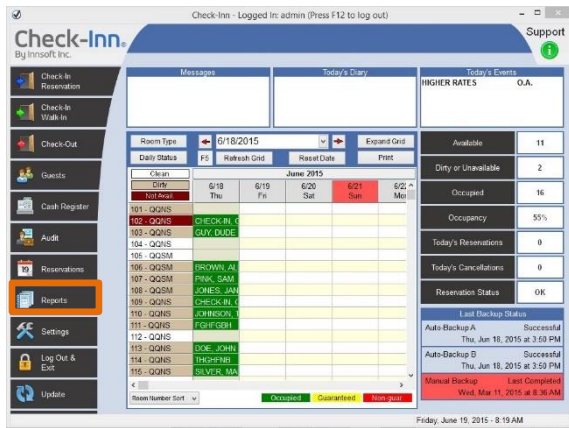 Check-Inn - Logged In: admin (Press F12 to log out)
Check-Inn®
By Innsoft Inc.
Support
Check-In
Reservation
Check-In
Walk-In
Check-Out
Guests
Cash Register
Audit
Reservations
19
Reports
Settings
Log Out &
Exit
Update
Messages
Today's Diary
Today's Events
HIGHER RATES O.A.
Room Type
6/18/2015
Expand Grid
Daily Status
F5
Refresh Grid
Reset Date
Print
Clean
June 2015
Dirty
Not Avail
6/18 6/19 6/20 6/21 6/22
Thu Fri Sat Sun Mon
101 - QQNS
102 - QQNS CHECK-IN,
103 - QQNS GUY, DUDE
104 - QQNS
105 - QQSM
106 - QQSM BROWN, AL
107 - QQSM PINK, SAM
108 - QQSM JONES, JAN
109 - QQNS CHECK-IN,
110 - QQNS JOHNSON,
111 - QQNS FGHFGBH
112 - QQNS
113 - QQNS DOE, JOHN
114 - QQNS THGHFNB
115 - QQNS SILVER, MA
Room Number Sort
Occupied Guaranteed Non-guar
Available 11
Dirty or Unavailable 2
Occupied 16
Occupancy 55%
Today's Reservations 0
Today's Cancellations 0
Reservation Status OK
Last Backup Status
Auto-Backup A Successful
Thu, Jun 18, 2015 at 3:50 PM
Auto-Backup B Successful
Thu, Jun 18, 2015 at 3:50 PM
Manual Backup Last Completed
Wed, Mar 11, 2015 at 8:36 AM
Friday, June 19, 2015 - 8:19 AM